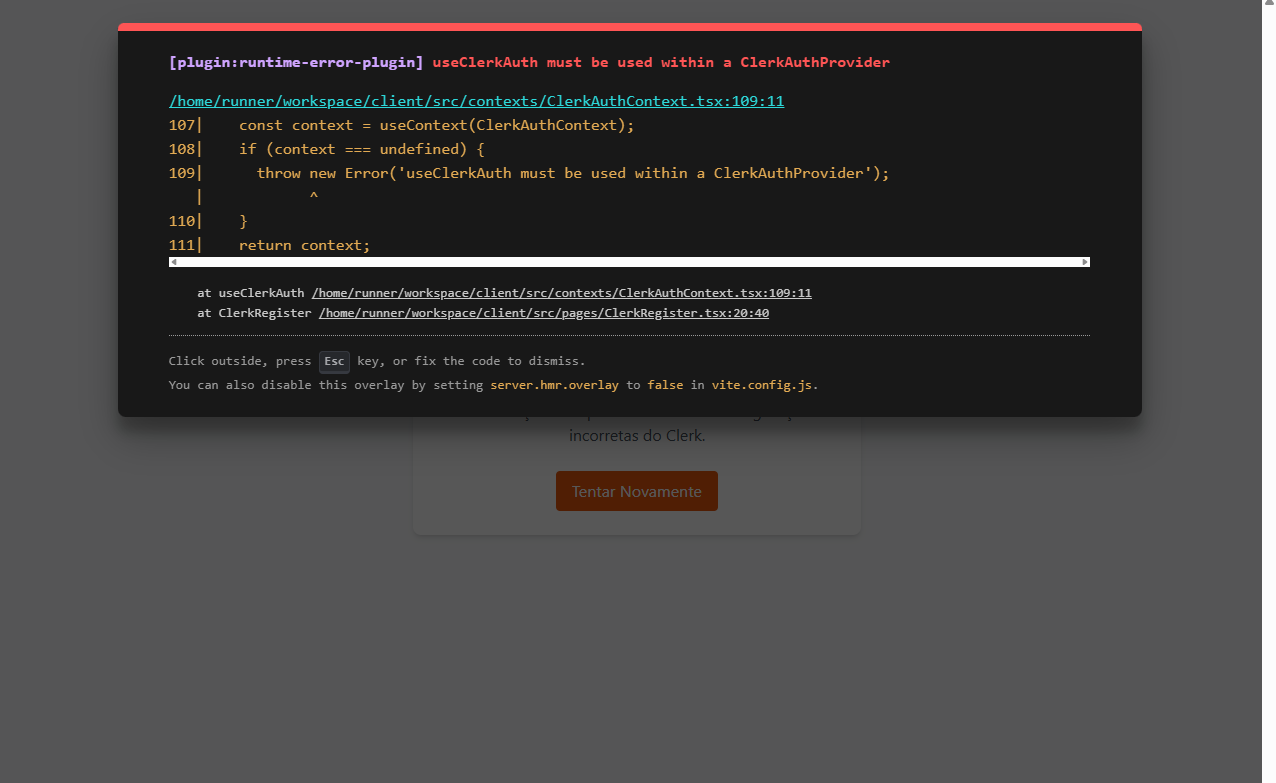 [plugin:runtime-error-plugin] useClerkAuth must be used within a ClerkAuthProvider
/home/runner/workspace/client/src/contexts/ClerkAuthContext.tsx:109:11
107|    const context = useContext(ClerkAuthContext);
108|    if (context === undefined) {
109|      throw new Error('useClerkAuth must be used within a ClerkAuthProvider');
   |            ^
110|    }
111|    return context;
at useClerkAuth /home/runner/workspace/client/src/contexts/ClerkAuthContext.tsx:109:11
at ClerkRegister /home/runner/workspace/client/src/pages/ClerkRegister.tsx:20:40
Click outside, press Esc key, or fix the code to dismiss.
You can also disable this overlay by setting server.hmr.overlay to false in vite.config.js.
incorretas do Clerk.
Tentar Novamente